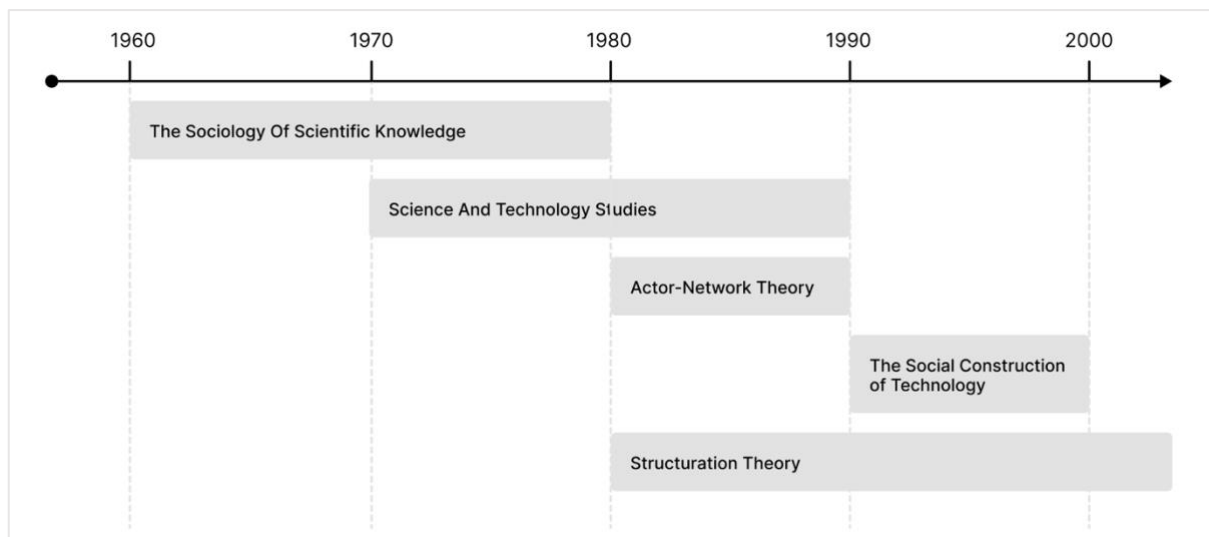 1960 1970 1980 1990 2000
The Sociology Of Scientific Knowledge
Science And Technology Studies
Actor-Network Theory
The Social Construction
of Technology
Structuration Theory